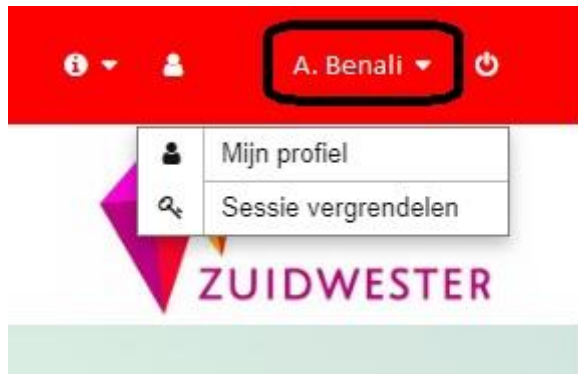 A. Benali
Mijn profiel
Sessie vergrendelen
ZUIDWESTER